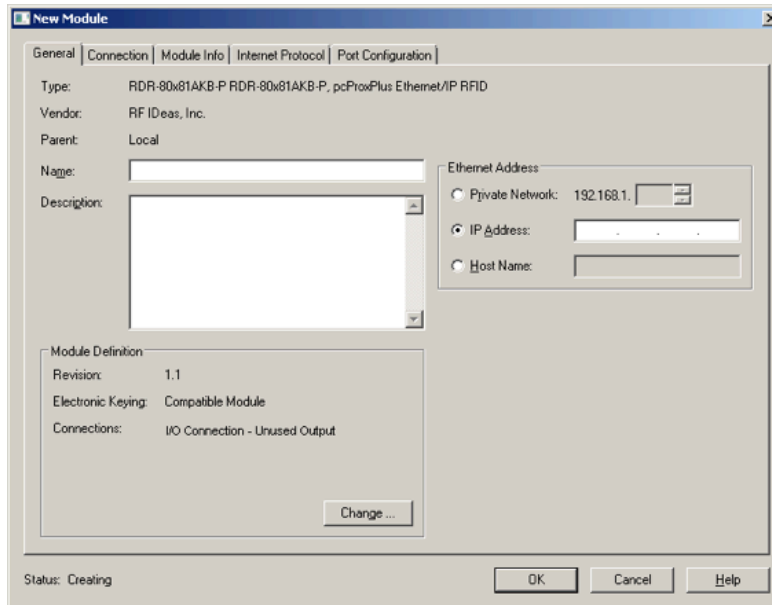 New Module
General Connection Module Info Internet Protocol Port Configuration
Type: RDR-80x81AKB-P RDR-80x81AKB-P, pcProxPlus Ethernet/IP RFID
Vendor: RF IDeas, Inc.
Parent: Local
Name:
Description:
Ethernet Address
Private Network: 192.168.1.
IP Address: . . .
Host Name:
Module Definition
Revision: 1.1
Electronic Keying: Compatible Module
Connections: I/O Connection - Unused Output
Change ...
Status: Creating
OK Cancel Help